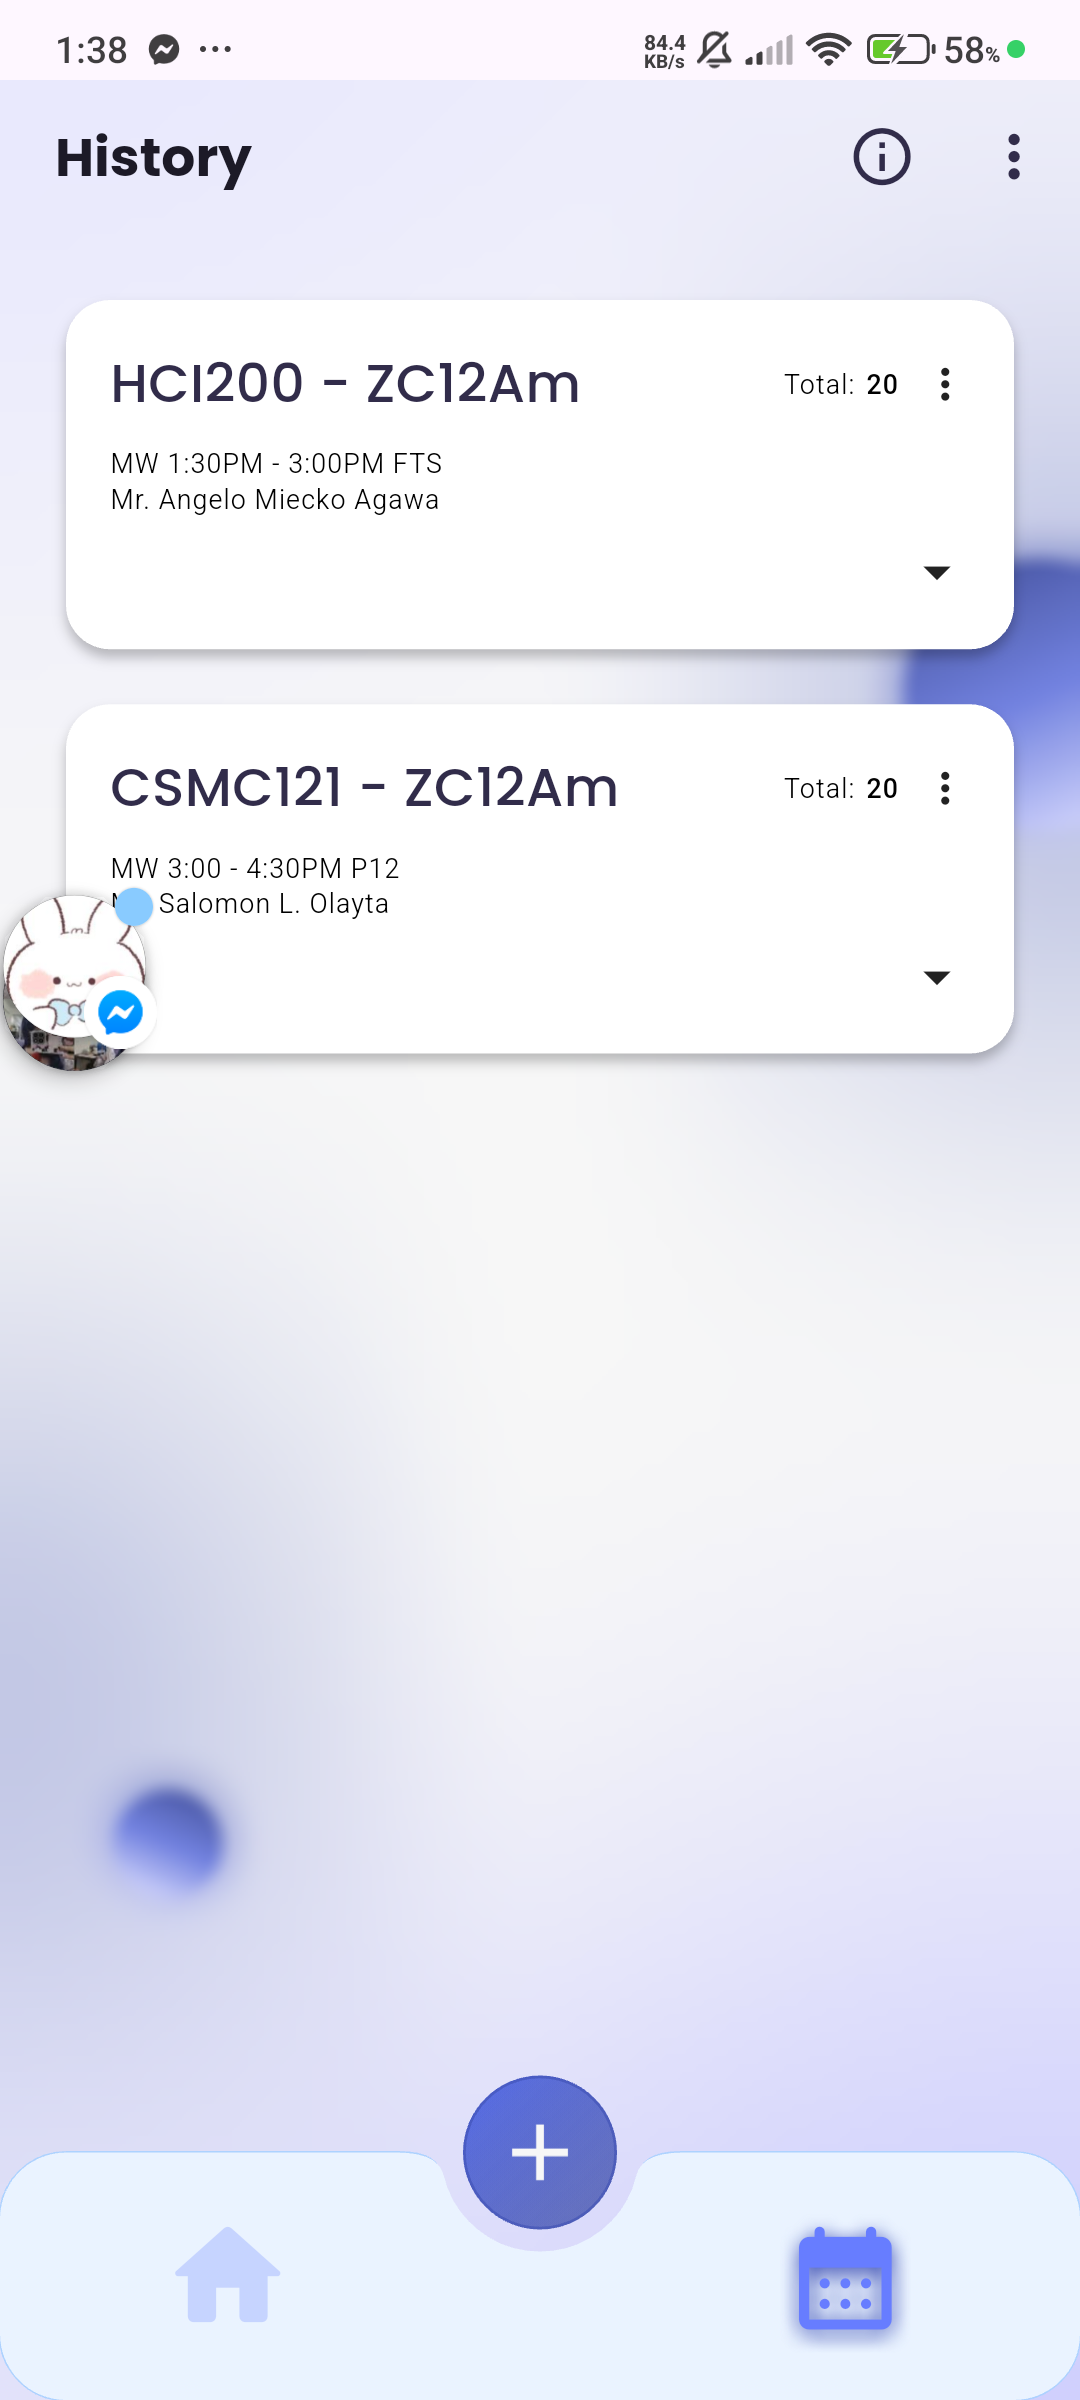 1:38
84.4
KB/s
58%
History
HCI200 - ZC12Am
Total: 20
MW 1:30PM - 3:00PM FTS
Mr. Angelo Miecko Agawa
CSMC121 - ZC12Am
Total: 20
MW 3:00 - 4:30PM P12
Salomon L. Olayta